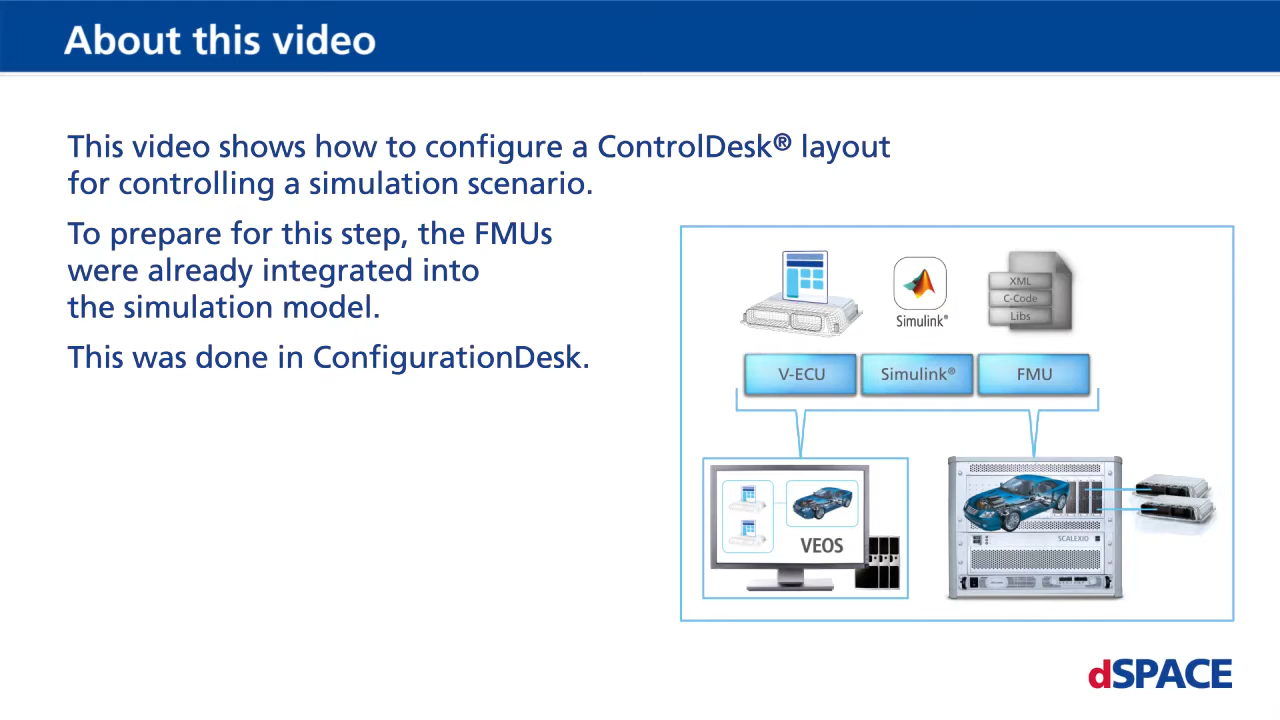 About this video
This video shows how to configure a ControlDesk® layout
for controlling a simulation scenario.
To prepare for this step, the FMUs
were already integrated into
the simulation model.
This was done in ConfigurationDesk.
XML
C-Code
Libs
Simulink®
V-ECU
Simulink®
FMU
VEOS
SCALEXIO
dSPACE